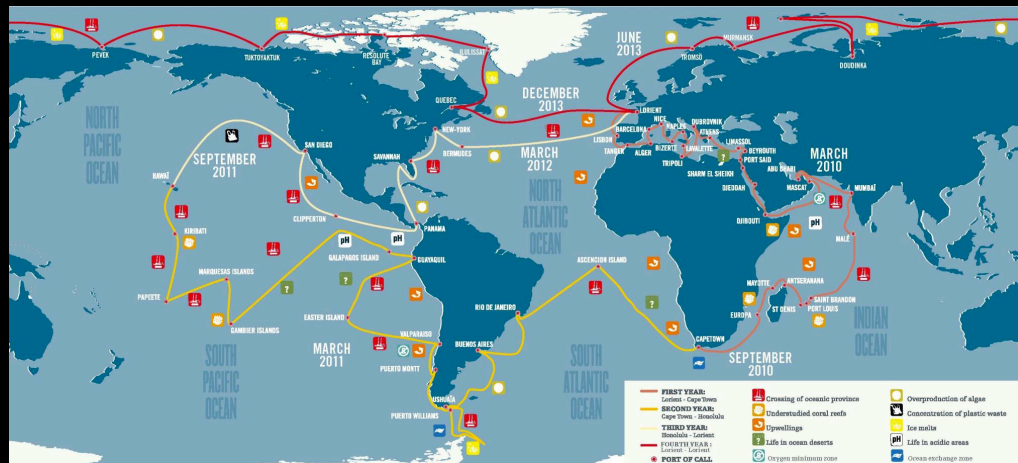 PEVEK
TUKTOYAKTUK
RESOLUTE
BAY
ILULISSAT
JUNE
2013
TROMSO
MURMANSK
DOUDINKA
QUEBEC
DECEMBER
2013
LORIENT
NICE
BARCELONA
NAPLES
DUBROVNIK
ATHENS
LISBON
TANGER
ALGER
BIZERTE
LAVALETTE
TRIPOLI
LIMASSOL
BEYROUTH
PORT SAID
SHARM EL SHEIKH
ABU DHABI
MARCH
2010
MASCAT
MUMBAÏ
DJEDDAH
DJIBOUTI
pH
MALÉ
NORTH
PACIFIC
OCEAN
SEPTEMBER
2011
SAN DIEGO
NEW-YORK
SAVANNAH
BERMUDES
MARCH
2012
NORTH
ATLANTIC
OCEAN
HAWAÏ
CLIPPERTON
PANAMA
KIRIBATI
pH
pH
GALAPAGOS ISLAND
GUAYAQUIL
MARQUESAS ISLANDS
?
?
?
?
ASCENCION ISLAND
MAYOTTE
ANTSERANANA
PAPEETE
GAMBIER ISLANDS
EASTER ISLAND
RIO DE JANEIRO
SAINT BRANDON
PORT LOUIS
ST DENIS
EUROPA
INDIAN
OCEAN
MARCH
2011
VALPARAISO
BUENOS AIRES
CAPETOWN
SEPTEMBER
2010
SOUTH
PACIFIC
OCEAN
PUERTO MONTT
SOUTH
ATLANTIC
OCEAN
USHUAIA
PUERTO WILLIAMS
FIRST YEAR:
Lorient - Cape Town
SECOND YEAR:
Cape Town - Honolulu
THIRD YEAR:
Honolulu - Lorient
FOURTH YEAR:
Lorient - Lorient
PORT OF CALL
Crossing of oceanic province
Understudied coral reefs
Upwellings
? Life in ocean deserts
Oxygen minimum zone
Overproduction of algae
Concentration of plastic waste
Ice melts
pH Life in acidic areas
Ocean exchange zone